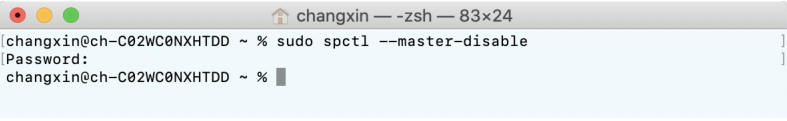 changxin — -zsh — 83×24
[changxin@ch-C02WC0NXHTDD ~ % sudo spctl --master-disable ]
[Password: ]
changxin@ch-C02WC0NXHTDD ~ %